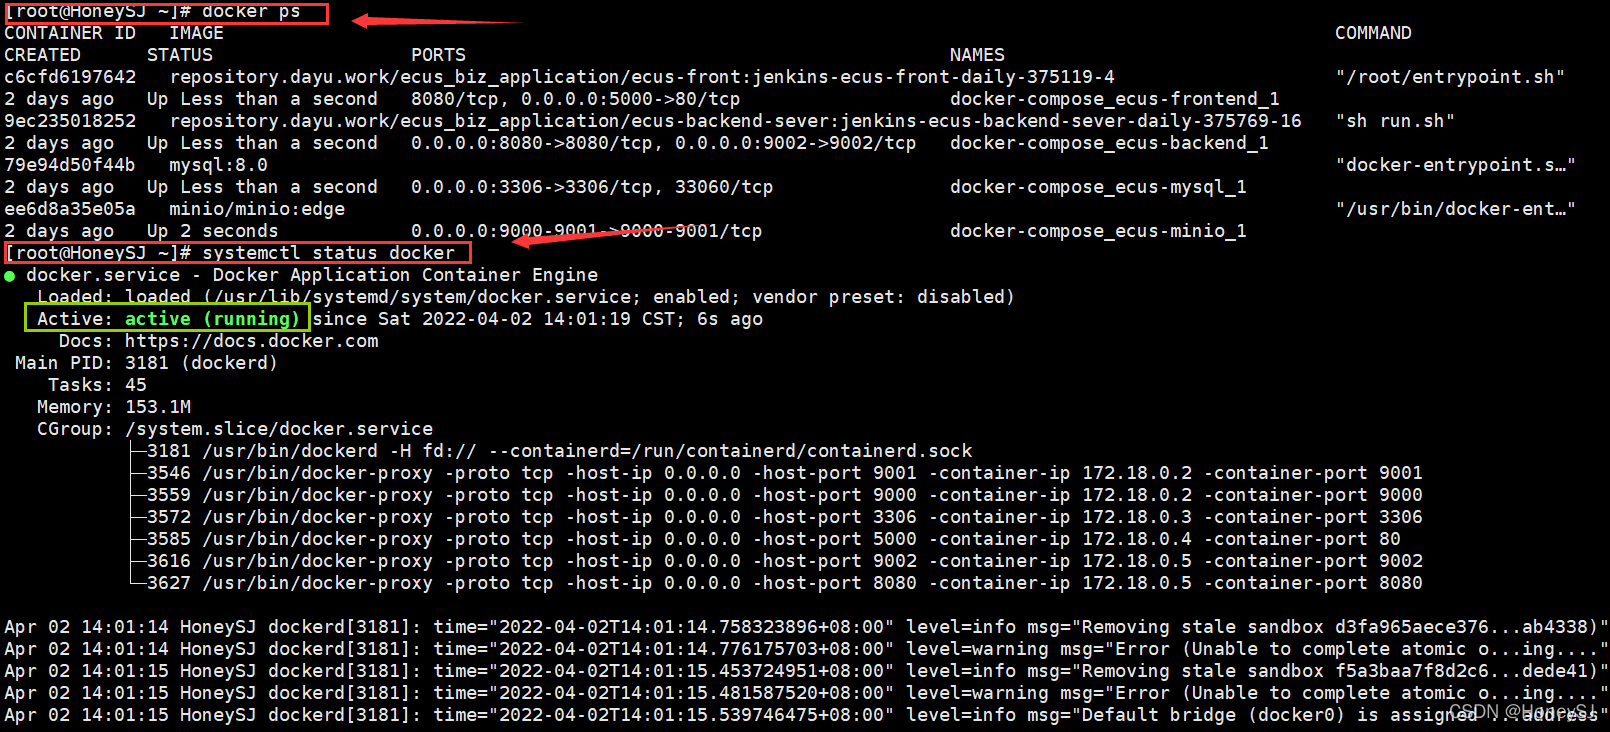 [root@HoneySJ ~]# docker ps
CONTAINER ID   IMAGE   COMMAND
CREATED   STATUS   PORTS   NAMES
c6cfd6197642   repository.dayu.work/ecus_biz_application/ecus-front:jenkins-ecus-front-daily-375119-4   "/root/entrypoint.sh"
2 days ago   Up Less than a second   8080/tcp, 0.0.0.0:5000->80/tcp   docker-compose_ecus-frontend_1
9ec235018252   repository.dayu.work/ecus_biz_application/ecus-backend-sever:jenkins-ecus-backend-sever-daily-375769-16   "sh run.sh"
2 days ago   Up Less than a second   0.0.0.0:8080->8080/tcp, 0.0.0.0:9002->9002/tcp   docker-compose_ecus-backend_1
79e94d50f44b   mysql:8.0   "docker-entrypoint.s…"
2 days ago   Up Less than a second   0.0.0.0:3306->3306/tcp, 33060/tcp   docker-compose_ecus-mysql_1
ee6d8a35e05a   minio/minio:edge   "/usr/bin/docker-ent…"
2 days ago   Up 2 seconds   0.0.0.0:9000-9001->9000-9001/tcp   docker-compose_ecus-minio_1
[root@HoneySJ ~]# systemctl status docker
● docker.service - Docker Application Container Engine
Loaded: loaded (/usr/lib/systemd/system/docker.service; enabled; vendor preset: disabled)
Active: active (running) since Sat 2022-04-02 14:01:19 CST; 6s ago
Docs: https://docs.docker.com
Main PID: 3181 (dockerd)
Tasks: 45
Memory: 153.1M
CGroup: /system.slice/docker.service
├─3181 /usr/bin/dockerd -H fd:// --containerd=/run/containerd/containerd.sock
├─3546 /usr/bin/docker-proxy -proto tcp -host-ip 0.0.0.0 -host-port 9001 -container-ip 172.18.0.2 -container-port 9001
├─3559 /usr/bin/docker-proxy -proto tcp -host-ip 0.0.0.0 -host-port 9000 -container-ip 172.18.0.2 -container-port 9000
├─3572 /usr/bin/docker-proxy -proto tcp -host-ip 0.0.0.0 -host-port 3306 -container-ip 172.18.0.3 -container-port 3306
├─3585 /usr/bin/docker-proxy -proto tcp -host-ip 0.0.0.0 -host-port 5000 -container-ip 172.18.0.4 -container-port 80
├─3616 /usr/bin/docker-proxy -proto tcp -host-ip 0.0.0.0 -host-port 9002 -container-ip 172.18.0.5 -container-port 9002
└─3627 /usr/bin/docker-proxy -proto tcp -host-ip 0.0.0.0 -host-port 8080 -container-ip 172.18.0.5 -container-port 8080
Apr 02 14:01:14 HoneySJ dockerd[3181]: time="2022-04-02T14:01:14.758323896+08:00" level=info msg="Removing stale sandbox d3fa965aece376...ab4338)"
Apr 02 14:01:14 HoneySJ dockerd[3181]: time="2022-04-02T14:01:14.776175703+08:00" level=warning msg="Error (Unable to complete atomic o...ing...."
Apr 02 14:01:15 HoneySJ dockerd[3181]: time="2022-04-02T14:01:15.453724951+08:00" level=info msg="Removing stale sandbox f5a3baa7f8d2c6...dede41)"
Apr 02 14:01:15 HoneySJ dockerd[3181]: time="2022-04-02T14:01:15.481587520+08:00" level=warning msg="Error (Unable to complete atomic o...ing...."
Apr 02 14:01:15 HoneySJ dockerd[3181]: time="2022-04-02T14:01:15.539746475+08:00" level=info msg="Default bridge (docker0) is assigned ...address"
CSDN @HoneySJ